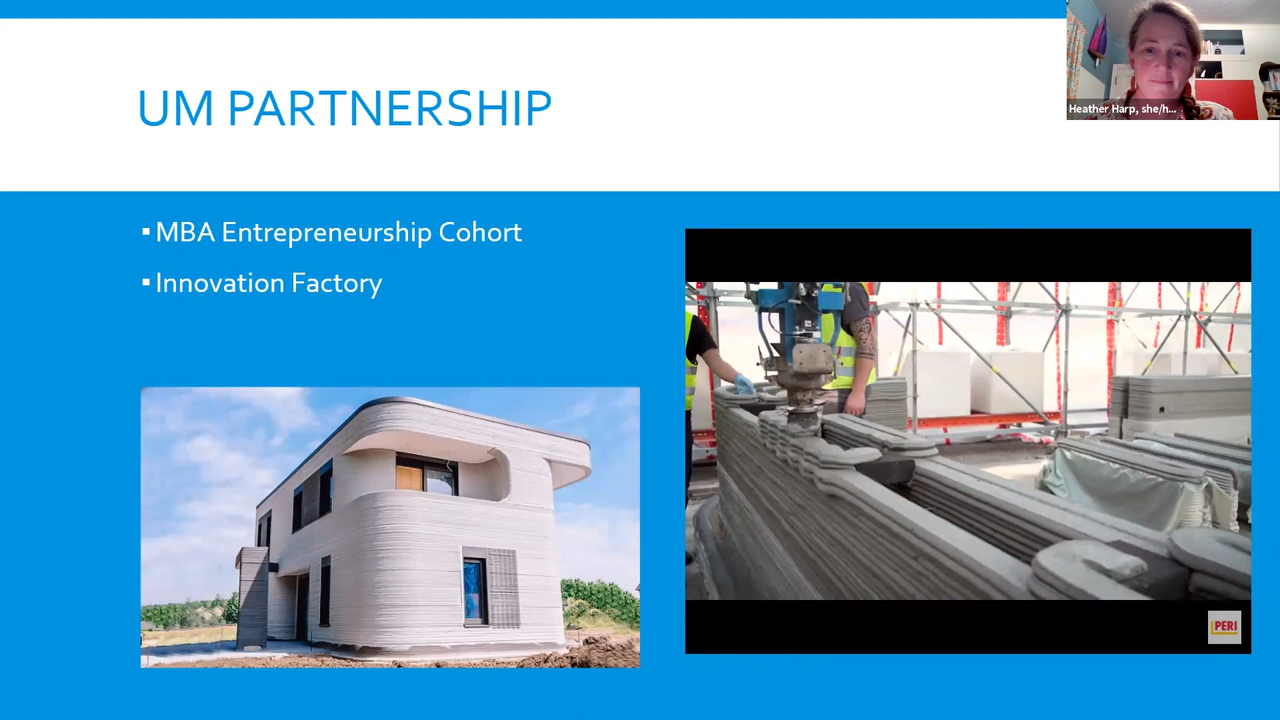 UM PARTNERSHIP
Heather Harp, she/h...
▪ MBA Entrepreneurship Cohort
▪ Innovation Factory
PERI